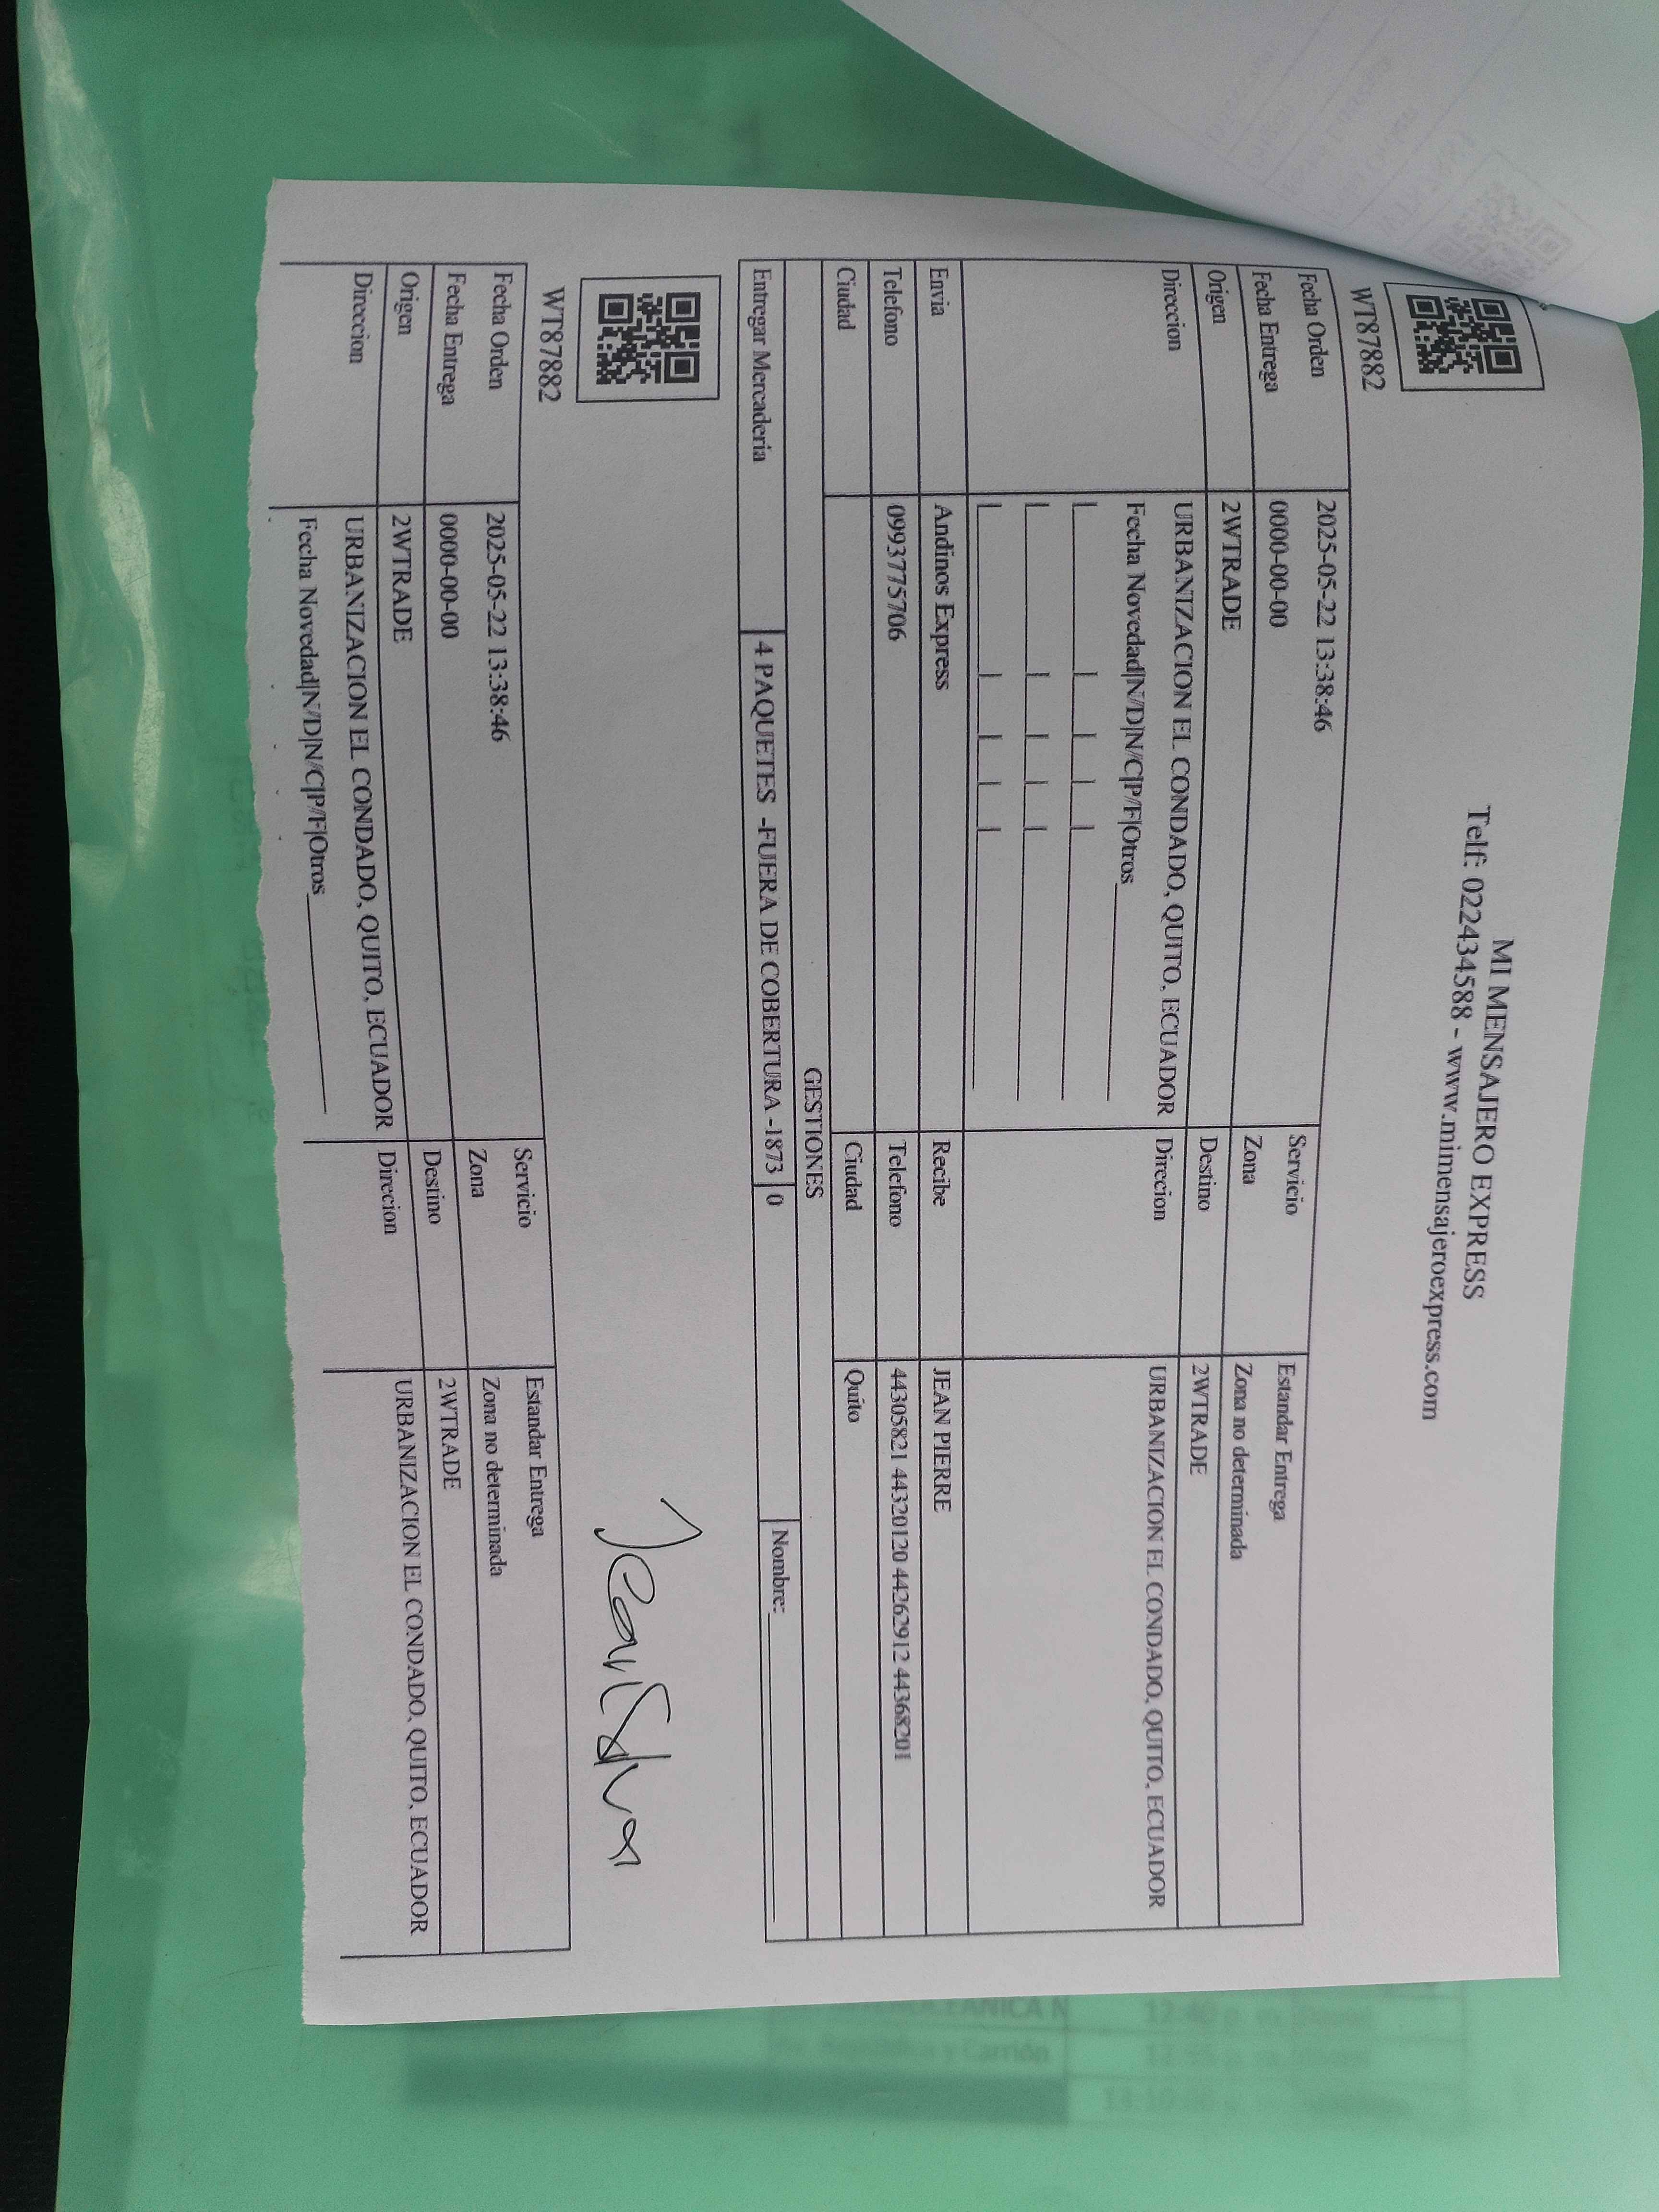 MI MENSAJERO EXPRESS
Telf: 022434588 - www.mimensajeroexpress.com
WT87882
Fecha Orden 2025-05-22 13:38:46 Servicio Estandar Entrega
Fecha Entrega 0000-00-00 Zona Zona no determinada
Origen 2WTRADE Destino 2WTRADE
Direccion URBANIZACION EL CONDADO, QUITO, ECUADOR Direcion URBANIZACION EL CONDADO, QUITO, ECUADOR
Fecha Novedad|N/D|N/C|P/F|Otros
Envia Andinos Express Recibe JEAN PIERRE
Telefono 0993775706 Telefono 44305821 44320120 44262912 44368201
Ciudad Ciudad Quito
GESTIONES
Entregar Mercaderia 4 PAQUETES -FUERA DE COBERTURA -1873 0 Nombre:
WT87882
Fecha Orden 2025-05-22 13:38:46 Servicio Estandar Entrega
Fecha Entrega 0000-00-00 Zona Zona no determinada
Origen 2WTRADE Destino 2WTRADE
Direccion URBANIZACION EL CONDADO, QUITO, ECUADOR Direcion URBANIZACION EL CONDADO, QUITO, ECUADOR
Fecha Novedad|N/D|N/C|P/F|Otros
y Carrión